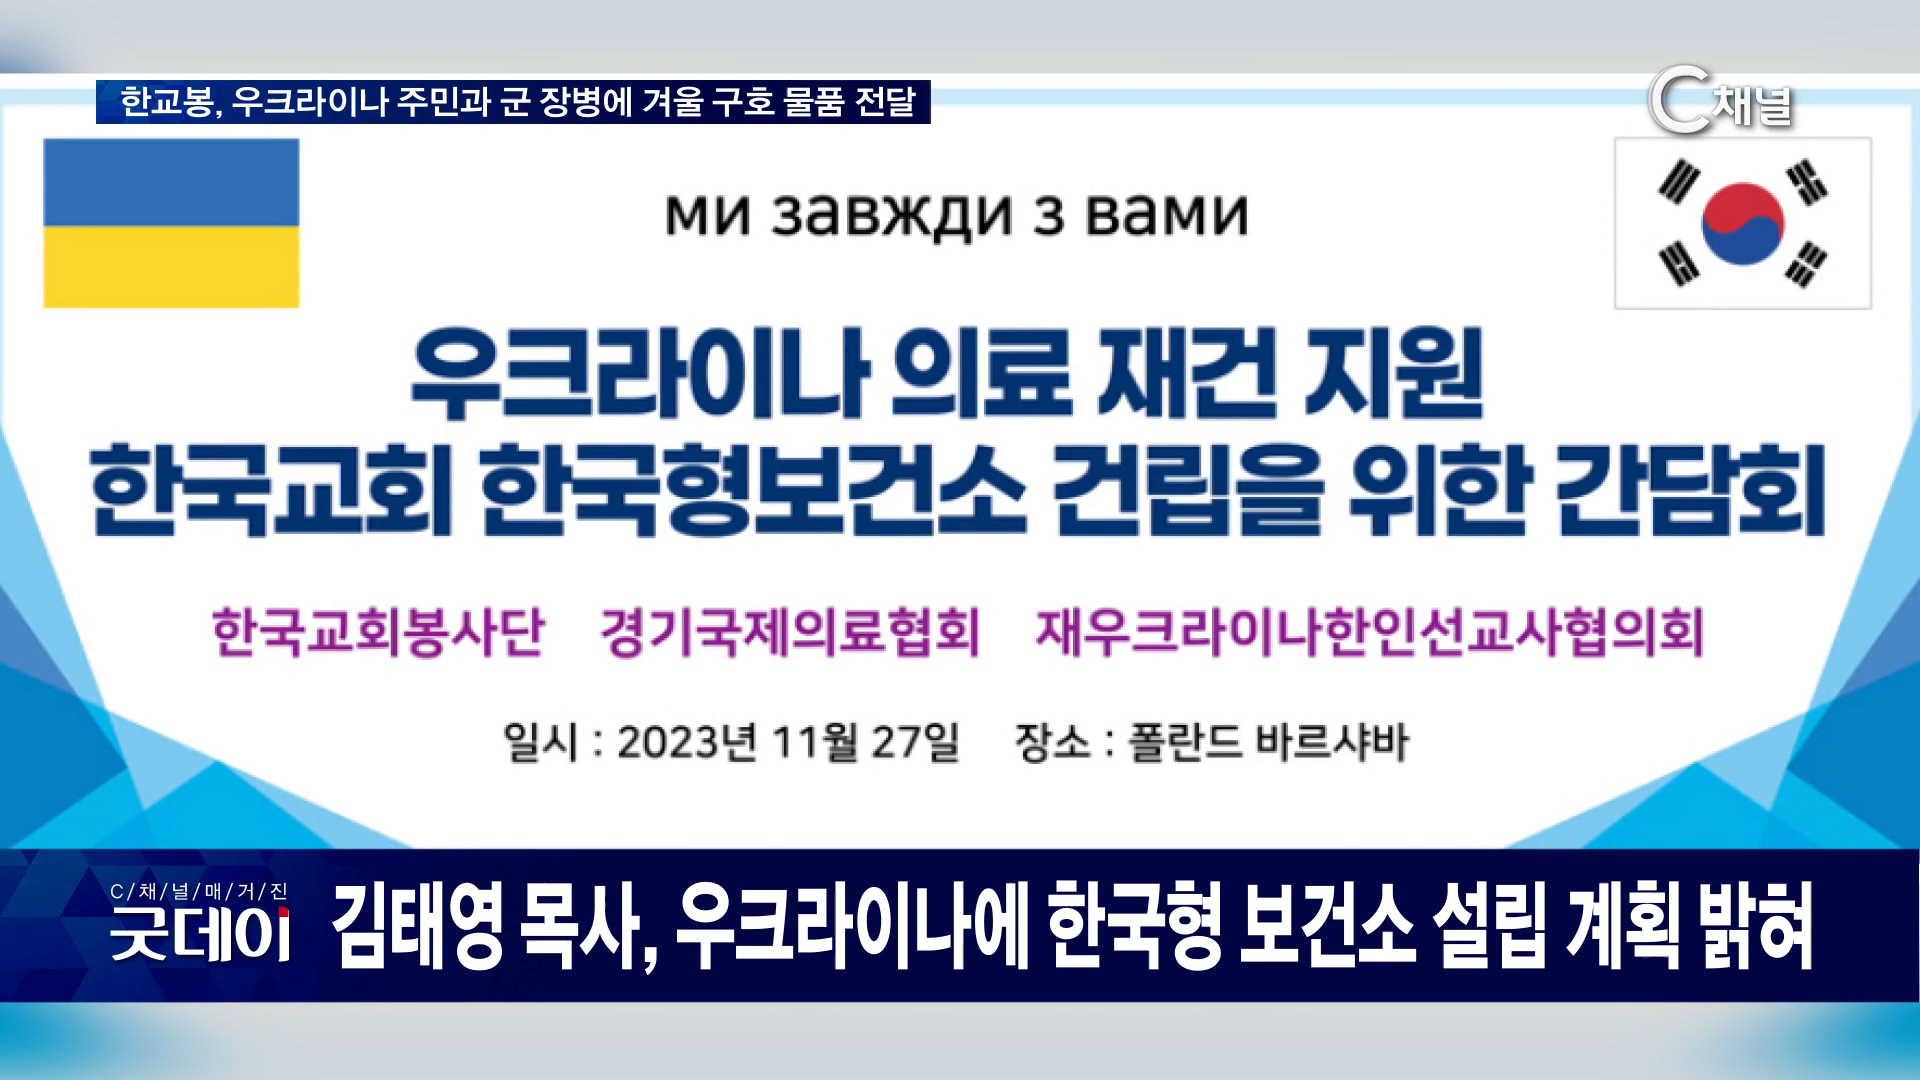 한교봉, 우크라이나 주민과 군 장병에 겨울 구호 물품 전달
C채널
ми завжди з вами
우크라이나 의료 재건 지원
한국교회 한국형보건소 건립을 위한 간담회
한국교회봉사단 경기국제의료협회 재우크라이나한인선교사협의회
일시 : 2023년 11월 27일 장소 : 폴란드 바르샤바
C/채/널/매/거/진
굿데이
김태영 목사, 우크라이나에 한국형 보건소 설립 계획 밝혀